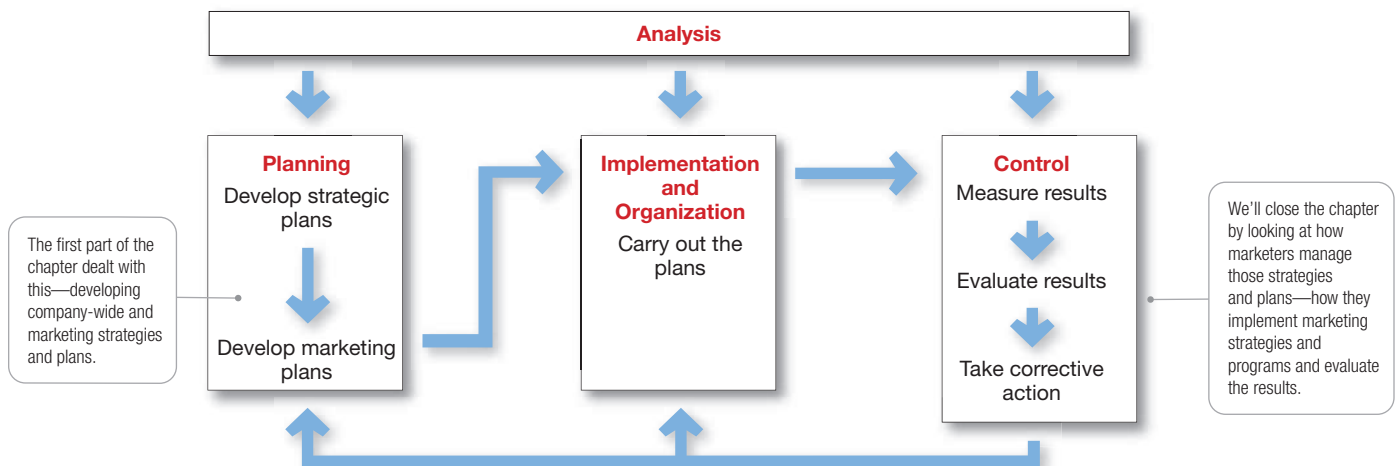 Analysis
Planning
Develop strategic
plans
Develop marketing
plans
Implementation
and
Organization
Carry out the
plans
Control
Measure results
Evaluate results
Take corrective
action
The first part of the
chapter dealt with
this—developing
company-wide and
marketing strategies
and plans.
We’ll close the chapter
by looking at how
marketers manage
those strategies
and plans—how they
implement marketing
strategies and
programs and evaluate
the results.